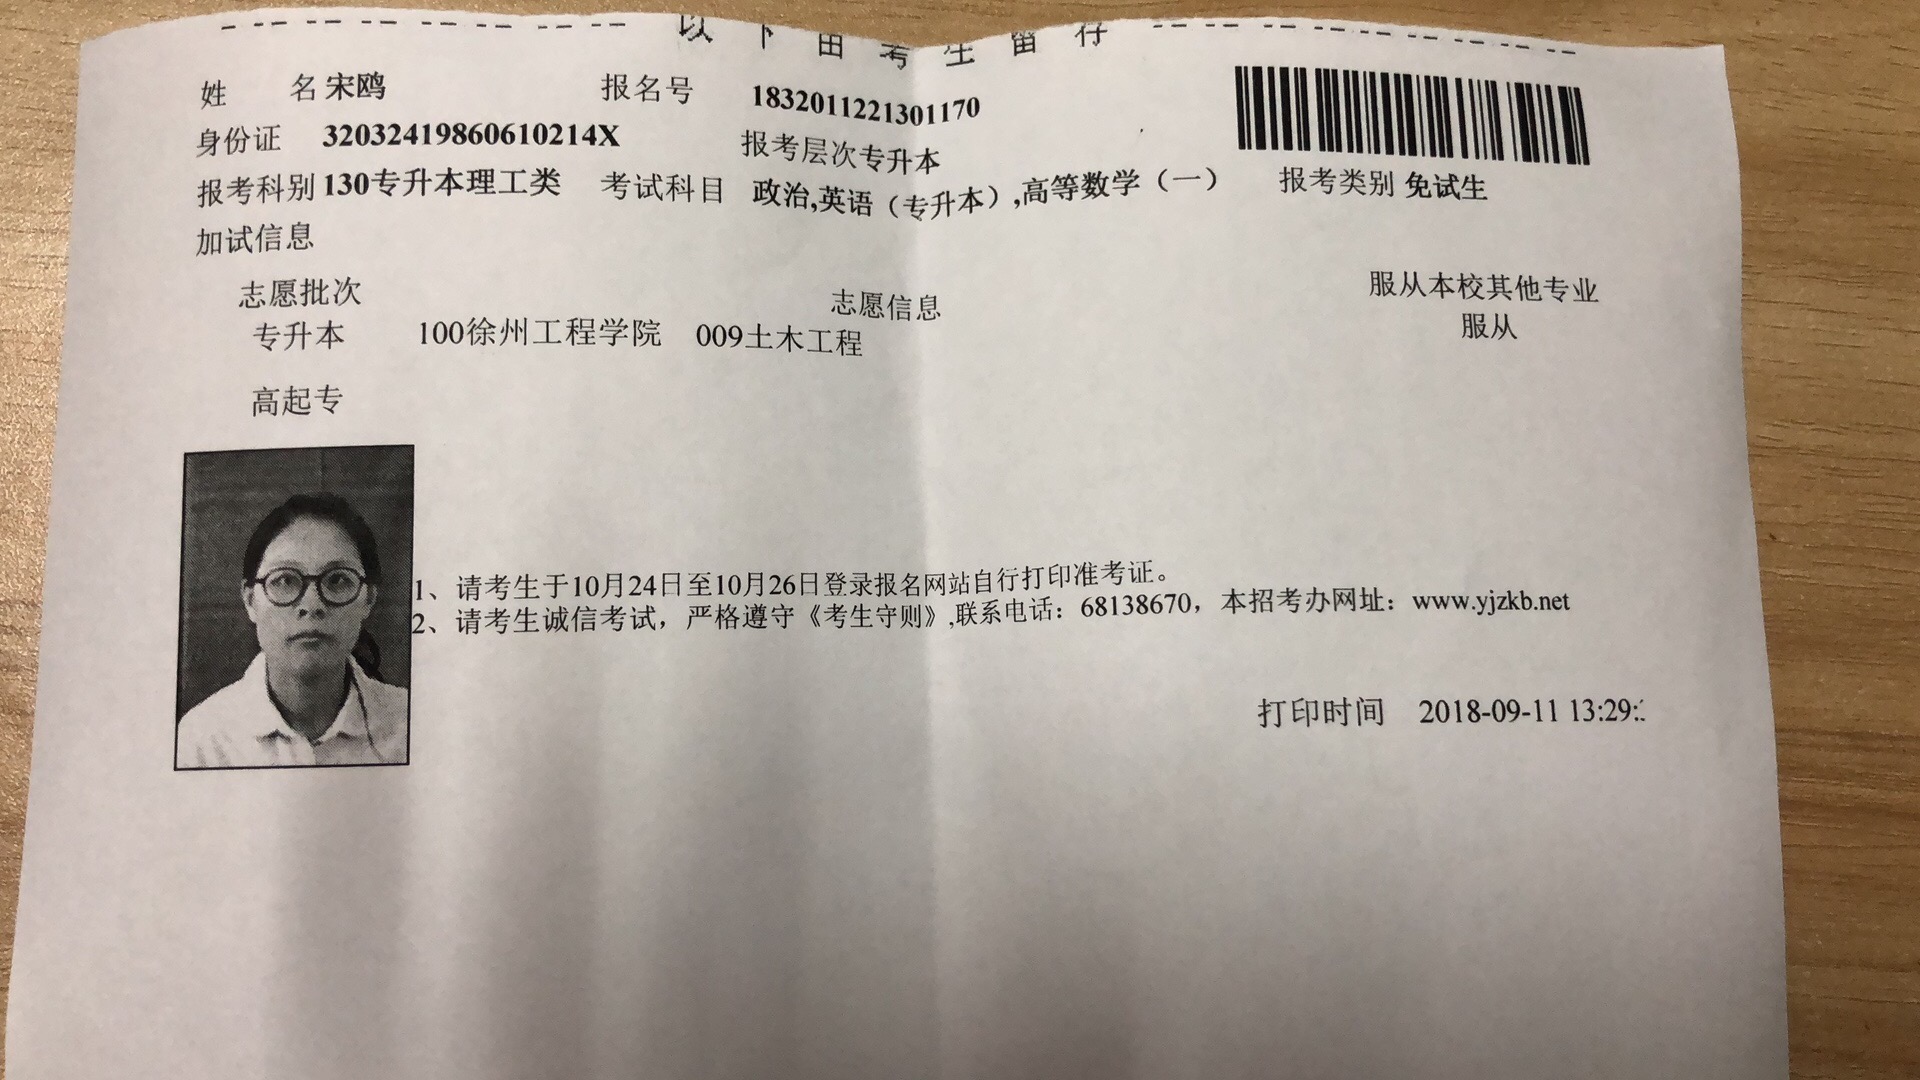 以下由考生留存
姓 名 宋鸥 报名号 1832011221301170
身份证 32032419860610214X 报考层次专升本
报考科别 130专升本理工类 考试科目 政治,英语（专升本）,高等数学（一） 报考类别 免试生
加试信息
志愿批次 志愿信息 服从本校其他专业
专升本 100徐州工程学院 009土木工程 服从
高起专
1、请考生于10月24日至10月26日登录报名网站自行打印准考证。
2、请考生诚信考试，严格遵守《考生守则》,联系电话：68138670，本招考办网址：www.yjzkb.net
打印时间 2018-09-11 13:29: